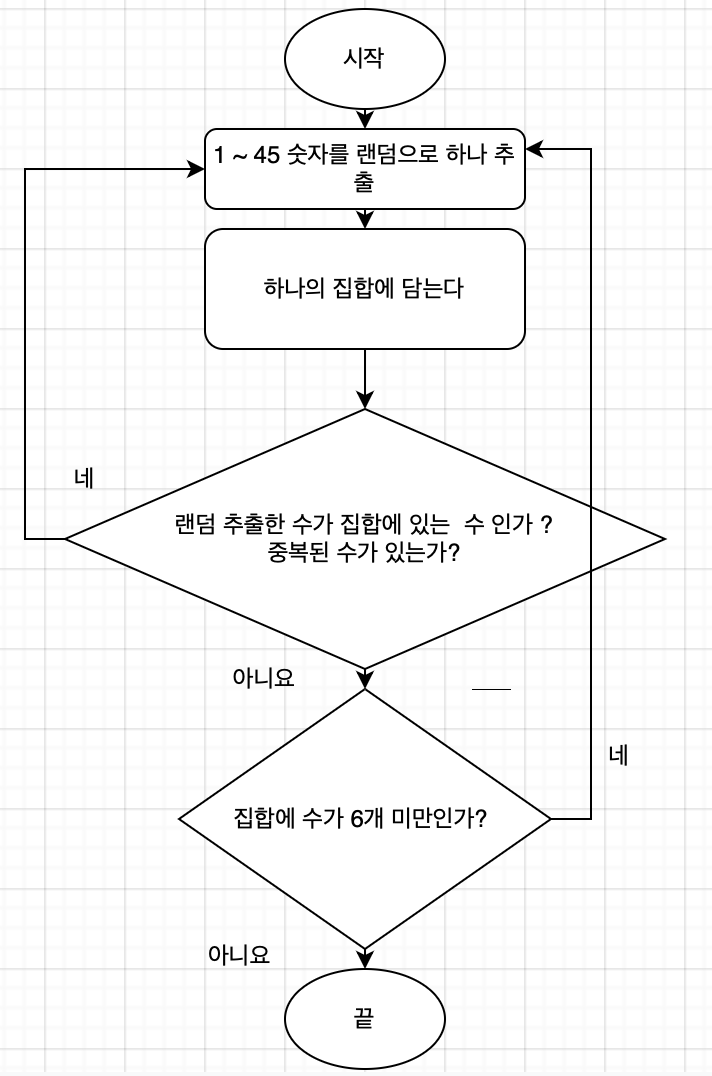 시작
1 ~ 45 숫자를 랜덤으로 하나 추
출
하나의 집합에 담는다
네
랜덤 추출한 수가 집합에 있는  수 인가 ?
중복된 수가 있는가?
아니요
네
집합에 수가 6개 미만인가?
아니요
끝